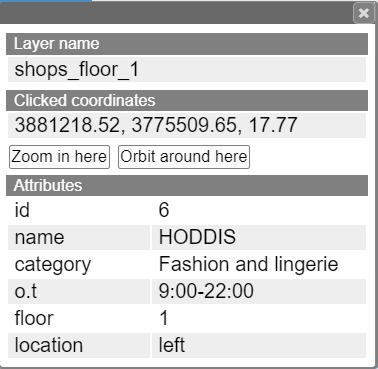 Layer name
shops_floor_1
Clicked coordinates
3881218.52, 3775509.65, 17.77
Zoom in here Orbit around here
Attributes
id 6
name HODDIS
category Fashion and lingerie
o.t 9:00-22:00
floor 1
location left